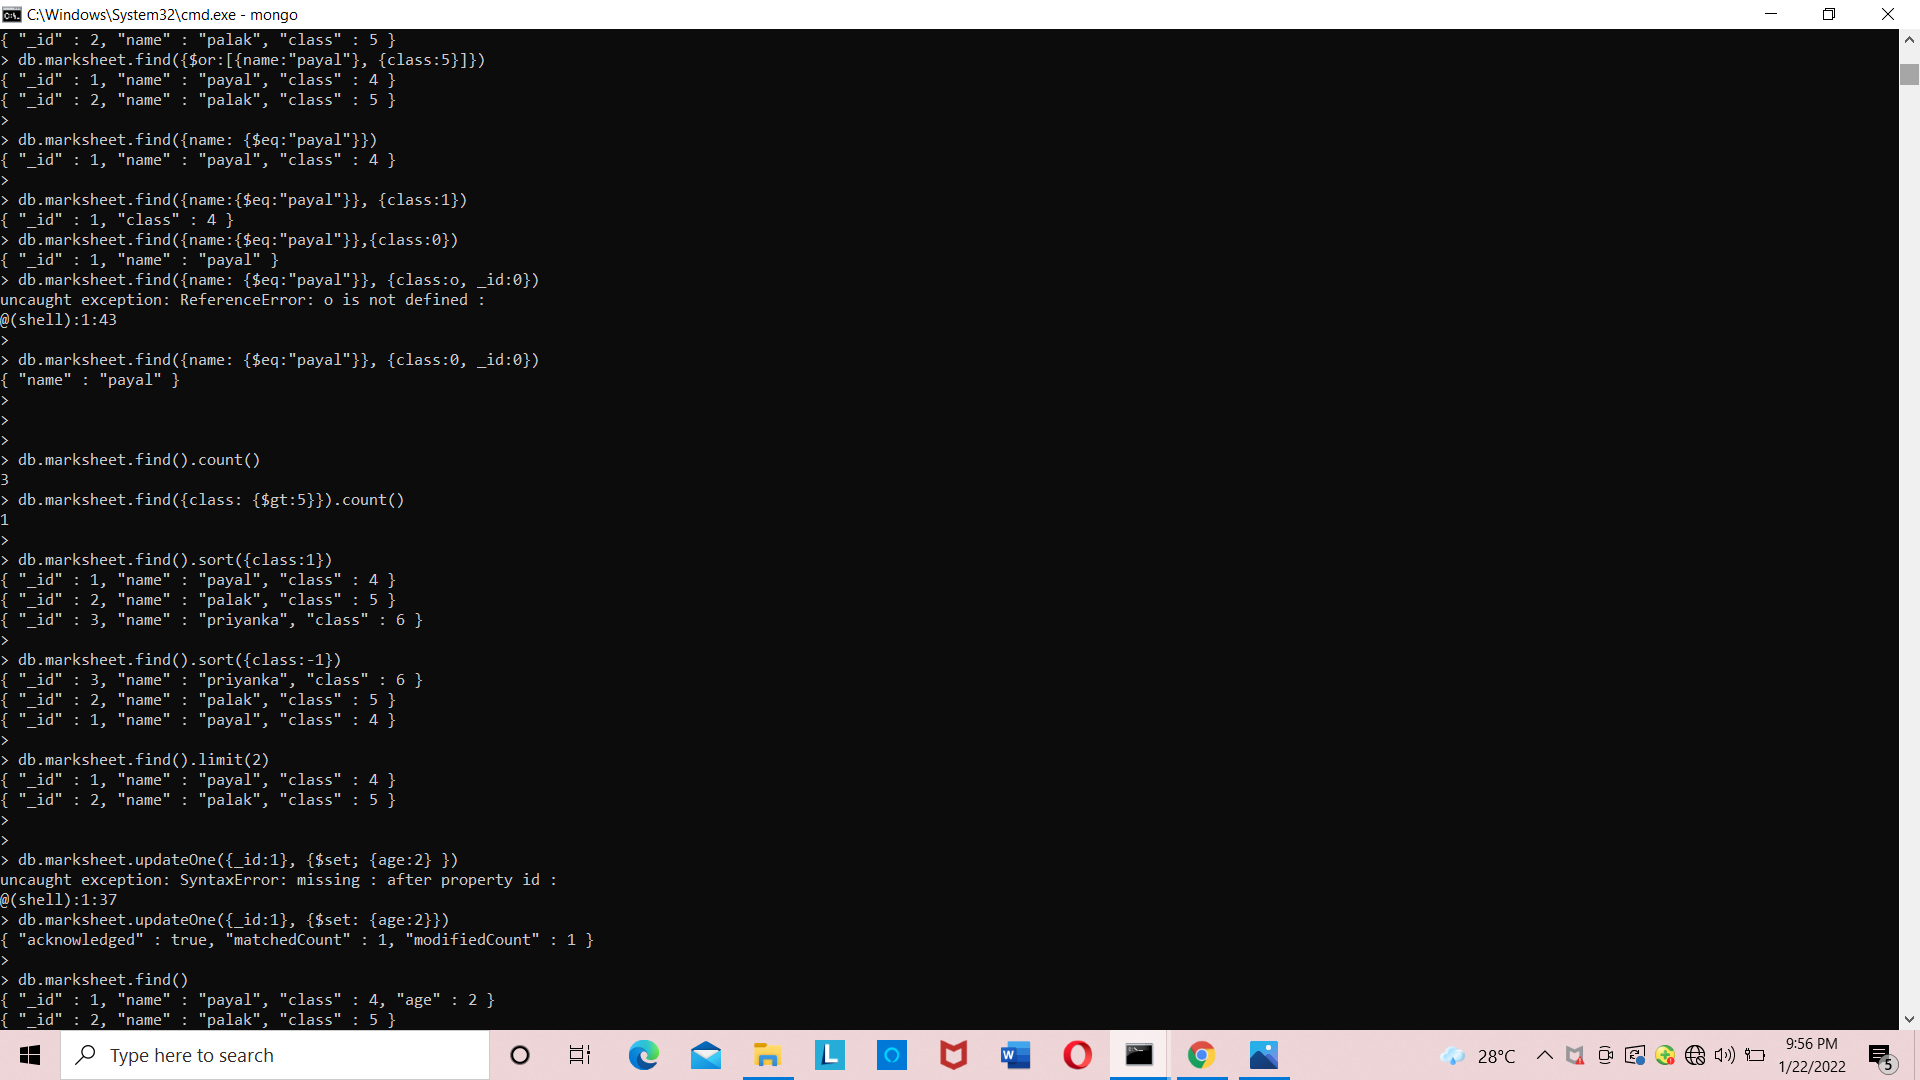 C:\Windows\System32\cmd.exe - mongo
{ "_id" : 2, "name" : "palak", "class" : 5 }
> db.marksheet.find({$or:[{name:"payal"}, {class:5}]})
{ "_id" : 1, "name" : "payal", "class" : 4 }
{ "_id" : 2, "name" : "palak", "class" : 5 }
>
> db.marksheet.find({name: {$eq:"payal"}})
{ "_id" : 1, "name" : "payal", "class" : 4 }
>
> db.marksheet.find({name:{$eq:"payal"}}, {class:1})
{ "_id" : 1, "class" : 4 }
> db.marksheet.find({name:{$eq:"payal"}},{class:0})
{ "_id" : 1, "name" : "payal" }
> db.marksheet.find({name: {$eq:"payal"}}, {class:o, _id:0})
uncaught exception: ReferenceError: o is not defined :
@(shell):1:43
>
> db.marksheet.find({name: {$eq:"payal"}}, {class:0, _id:0})
{ "name" : "payal" }
>
>
>
> db.marksheet.find().count()
3
> db.marksheet.find({class: {$gt:5}}).count()
1
>
> db.marksheet.find().sort({class:1})
{ "_id" : 1, "name" : "payal", "class" : 4 }
{ "_id" : 2, "name" : "palak", "class" : 5 }
{ "_id" : 3, "name" : "priyanka", "class" : 6 }
>
> db.marksheet.find().sort({class:-1})
{ "_id" : 3, "name" : "priyanka", "class" : 6 }
{ "_id" : 2, "name" : "palak", "class" : 5 }
{ "_id" : 1, "name" : "payal", "class" : 4 }
>
> db.marksheet.find().limit(2)
{ "_id" : 1, "name" : "payal", "class" : 4 }
{ "_id" : 2, "name" : "palak", "class" : 5 }
>
>
> db.marksheet.updateOne({_id:1}, {$set; {age:2} })
uncaught exception: SyntaxError: missing : after property id :
@(shell):1:37
> db.marksheet.updateOne({_id:1}, {$set: {age:2}})
{ "acknowledged" : true, "matchedCount" : 1, "modifiedCount" : 1 }
>
> db.marksheet.find()
{ "_id" : 1, "name" : "payal", "class" : 4, "age" : 2 }
{ "_id" : 2, "name" : "palak", "class" : 5 }
Type here to search
L
W
28°C
9:56 PM
1/22/2022
5